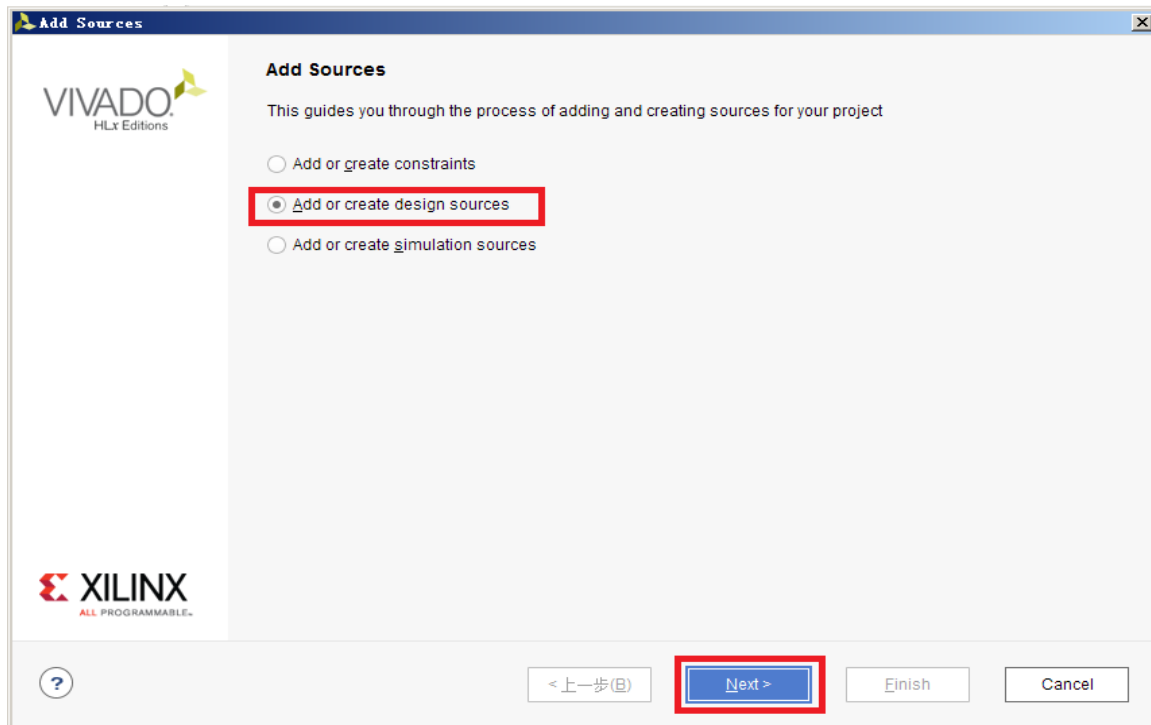 Add Sources
VIVADO.
HLx Editions
Add Sources
This guides you through the process of adding and creating sources for your project
Add or create constraints
Add or create design sources
Add or create simulation sources
XILINX
ALL PROGRAMMABLE™
?
< 上一步(B)
Next >
Finish
Cancel